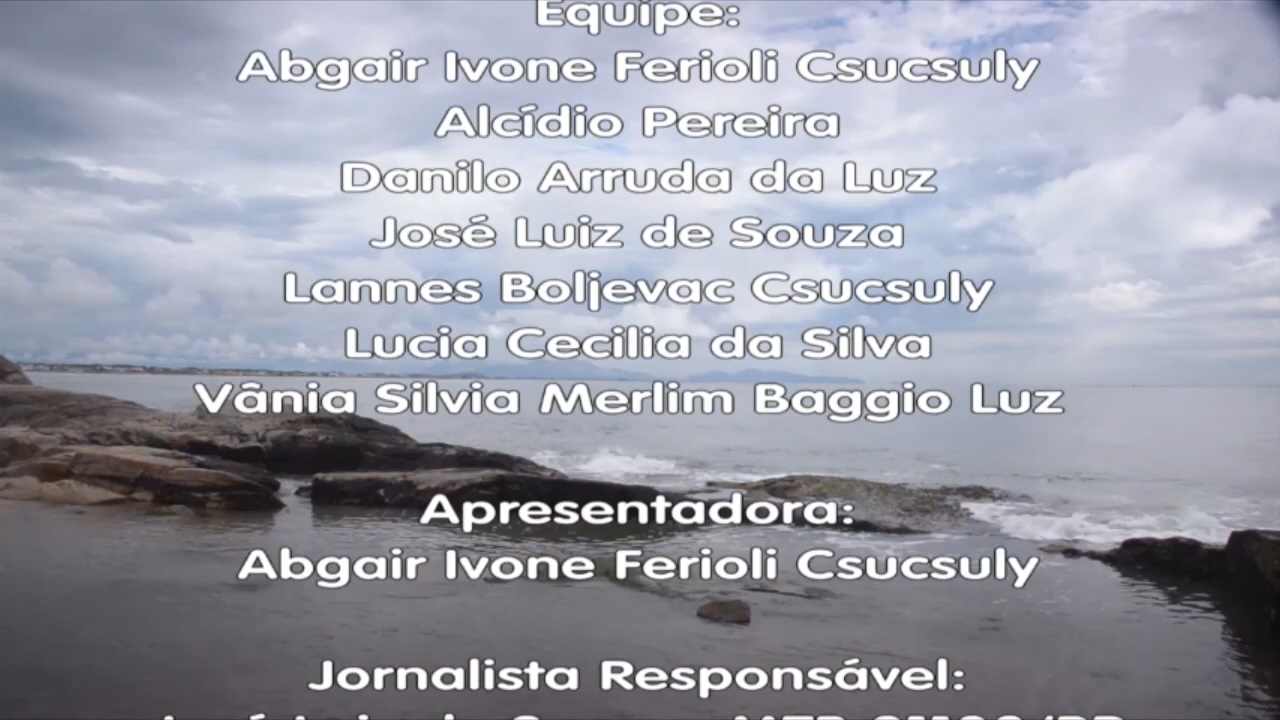 Equipe:
Abgair Ivone Ferioli Csucsuly
Alcídio Pereira
Danilo Arruda da Luz
José Luiz de Souza
Lannes Boljevac Csucsuly
Lucia Cecilia da Silva
Vânia Silvia Merlim Baggio Luz
Apresentadora:
Abgair Ivone Ferioli Csucsuly
Jornalista Responsável: